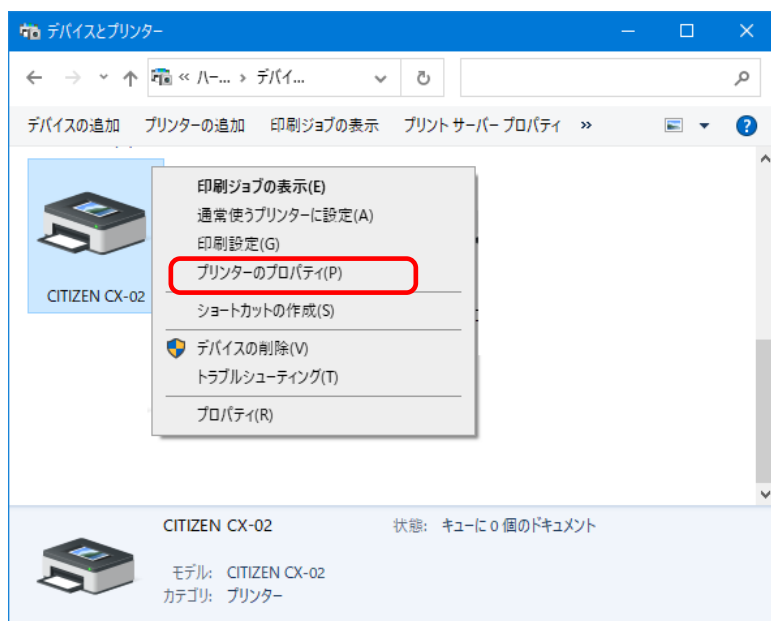 デバイスとプリンター
« ハー... › デバイ...
デバイスの追加 プリンターの追加 印刷ジョブの表示 プリント サーバー プロパティ »
印刷ジョブの表示(E)
通常使うプリンターに設定(A)
印刷設定(G)
プリンターのプロパティ(P)
ショートカットの作成(S)
デバイスの削除(V)
トラブルシューティング(T)
プロパティ(R)
CITIZEN CX-02
CITIZEN CX-02 状態: キューに 0 個のドキュメント
モデル: CITIZEN CX-02
カテゴリ: プリンター